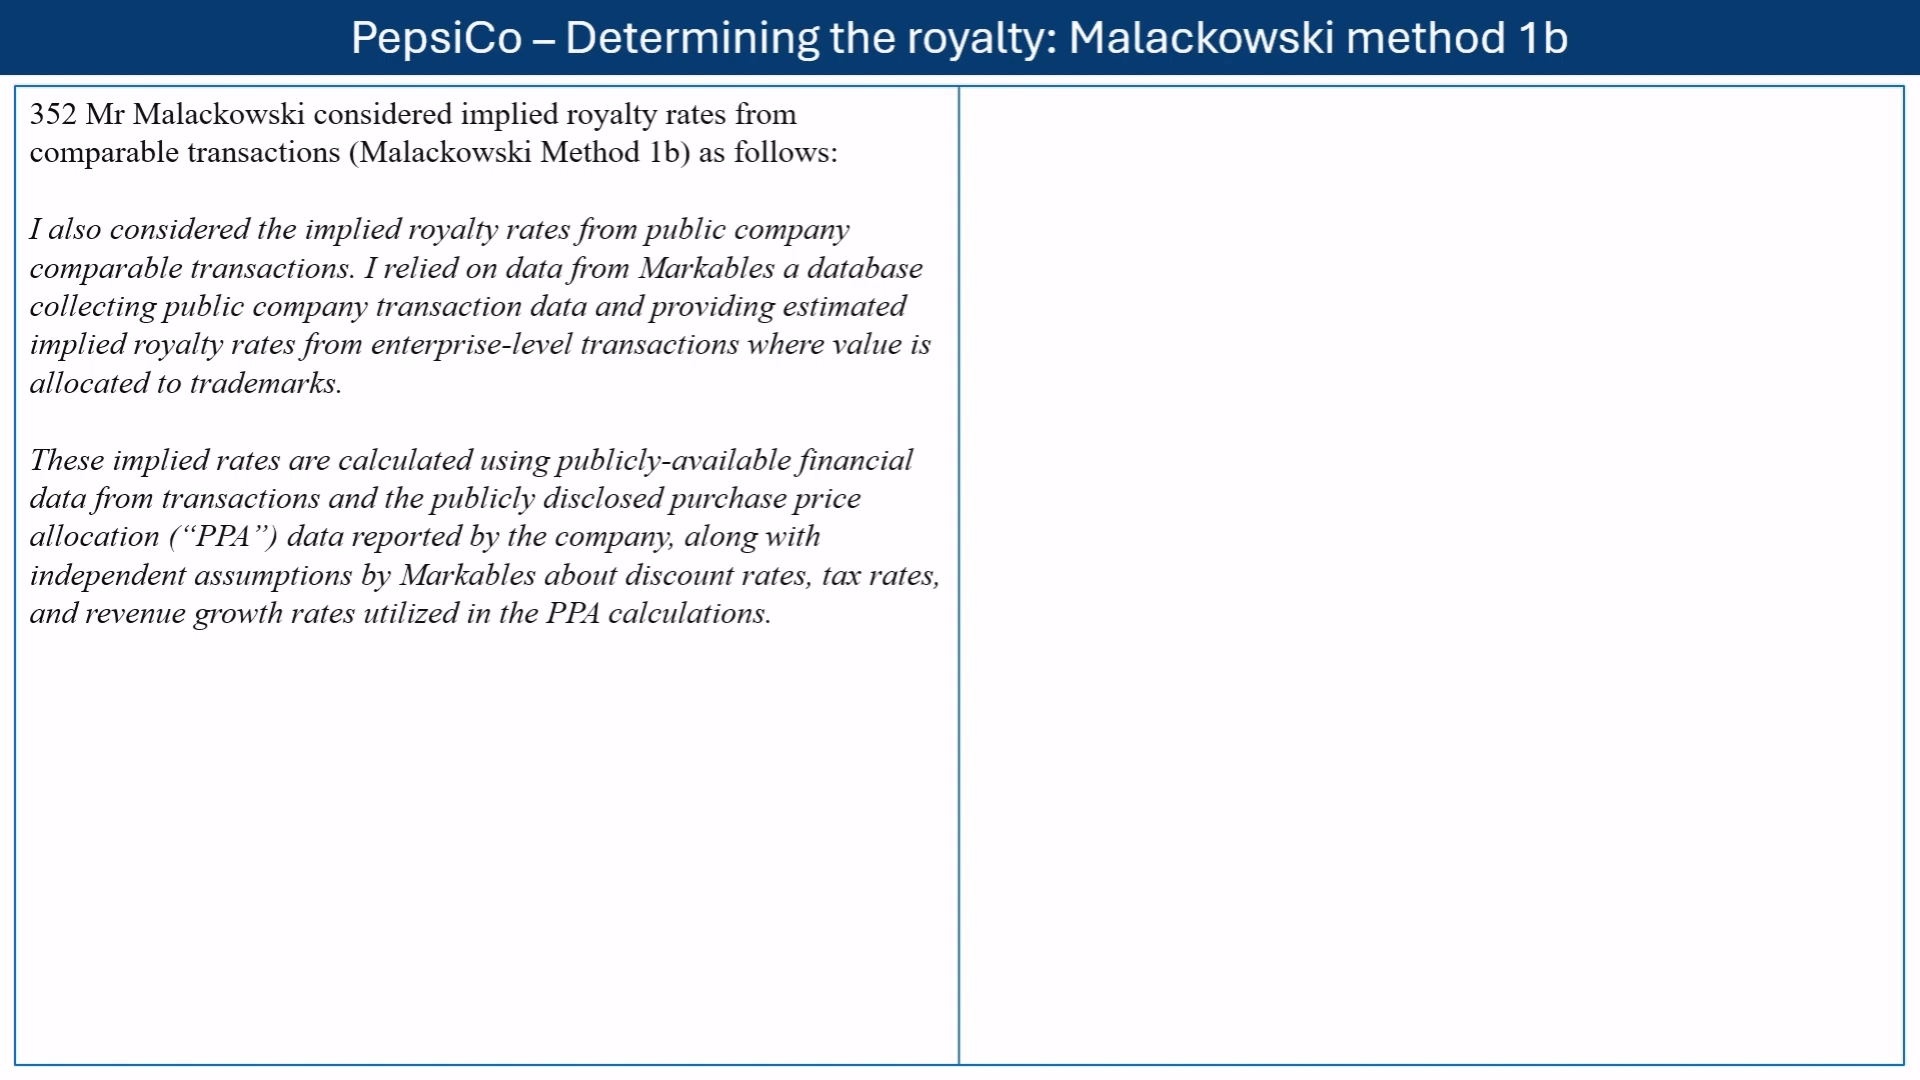 PepsiCo – Determining the royalty: Malackowski method 1b
352 Mr Malackowski considered implied royalty rates from
comparable transactions (Malackowski Method 1b) as follows:
I also considered the implied royalty rates from public company
comparable transactions. I relied on data from Markables a database
collecting public company transaction data and providing estimated
implied royalty rates from enterprise-level transactions where value is
allocated to trademarks.
These implied rates are calculated using publicly-available financial
data from transactions and the publicly disclosed purchase price
allocation (“PPA”) data reported by the company, along with
independent assumptions by Markables about discount rates, tax rates,
and revenue growth rates utilized in the PPA calculations.